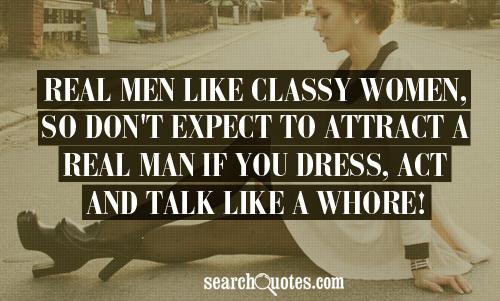 REAL MEN LIKE CLASSY WOMEN,
SO DON'T EXPECT TO ATTRACT A
REAL MAN IF YOU DRESS, ACT
AND TALK LIKE A WHORE!
searchQuotes.com